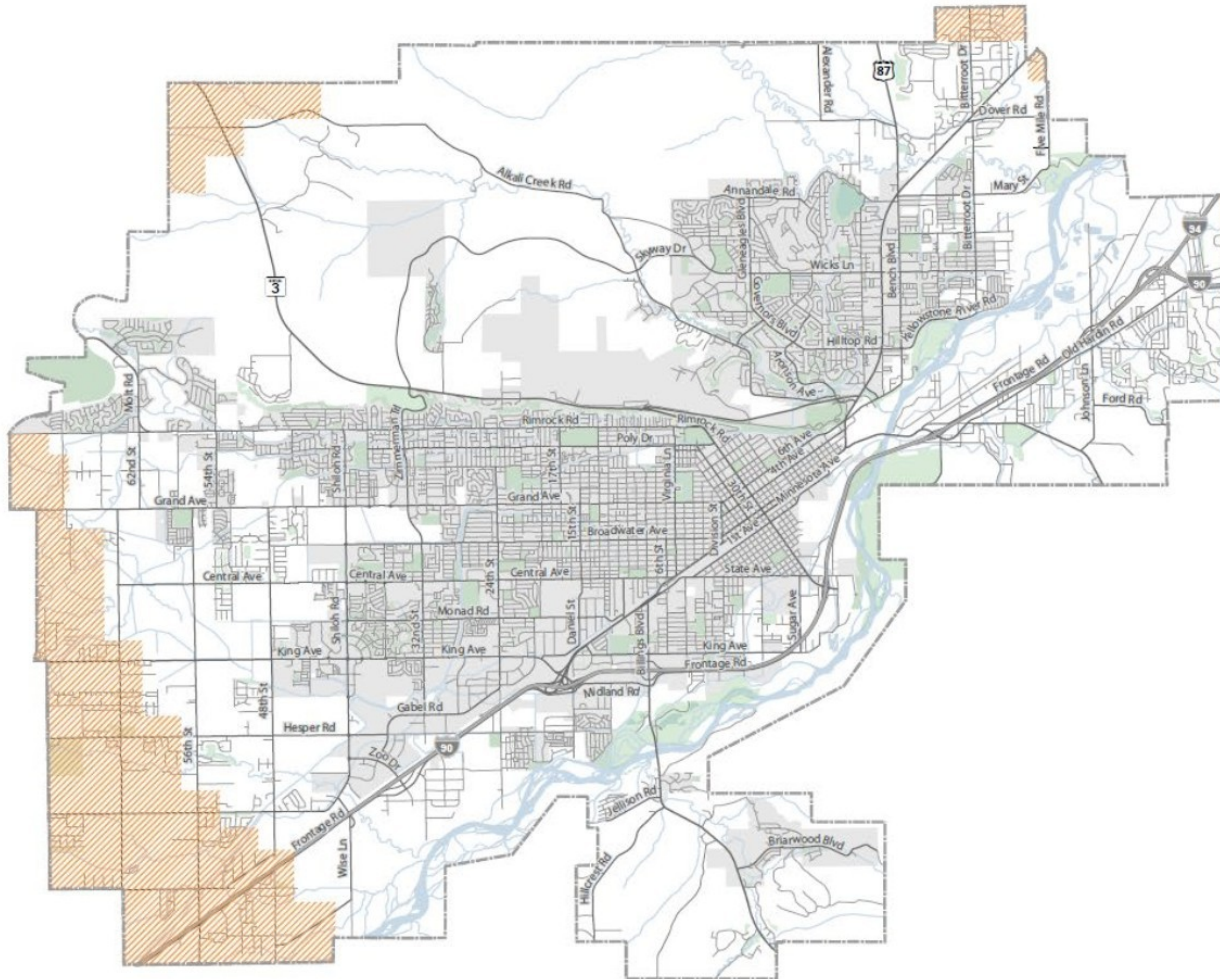 Alexander Rd
87
Bitterroot Dr
Dover Rd
Five Mile Rd
Alkali Creek Rd
Annandale Rd
Mary St
Gleneagles Blvd
Bitterroot Dr
94
Skyway Dr
Wicks Ln
Bench Blvd
90
3
Governors Blvd
Yellowstone River Rd
Hilltop Rd
Old Hardin Rd
Frontage Rd
Aronson Ave
Johnson Ln
Ford Rd
Molt Rd
Zimmerman Tr
Rimrock Rd
Rimrock Rd
Poly Dr
6th Ave
4th Ave
62nd St
54th St
Shiloh Rd
17th St
Virginia Ln
Minnesota Ave
30th St
Grand Ave
Grand Ave
15th St
Broadwater Ave
Division St
1st Ave
Central Ave
Central Ave
24th St
Central Ave
6th St
State Ave
Monad Rd
Shiloh Rd
32nd St
Daniel St
Billings Blvd
Sugar Ave
King Ave
King Ave
King Ave
Frontage Rd
Midland Rd
48th St
Gabel Rd
56th St
Hesper Rd
Zoo Dr
90
Frontage Rd
Wise Ln
Jellison Rd
Hillcrest Rd
Briarwood Blvd